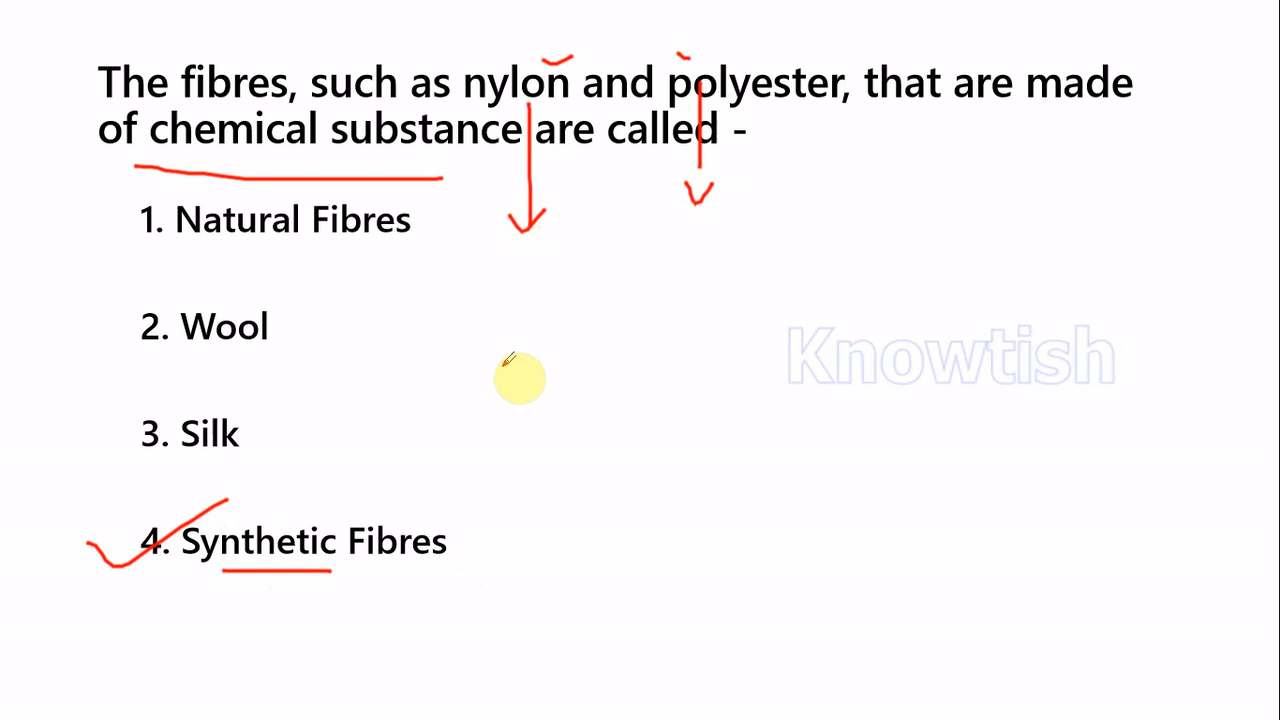 The fibres, such as nylon and polyester, that are made
of chemical substance are called -
1. Natural Fibres
2. Wool
Knowtish
3. Silk
4. Synthetic Fibres